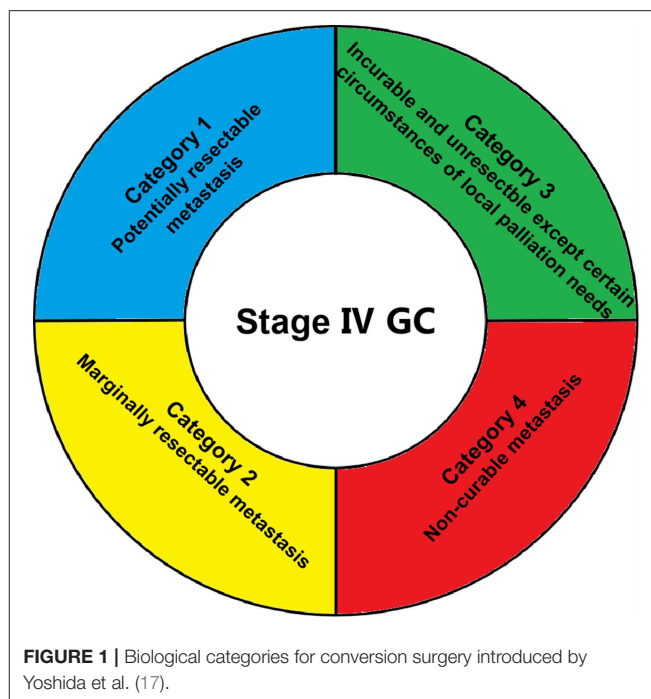 Category 1
Potentially resectable
metastasis
Category 3
Incurable and unresectble except certain
circumstances of local palliation needs
Stage IV GC
Category 2
Marginally resectable metastasis
Category 4
Non-curable metastasis
FIGURE 1 | Biological categories for conversion surgery introduced by
Yoshida et al. (17).